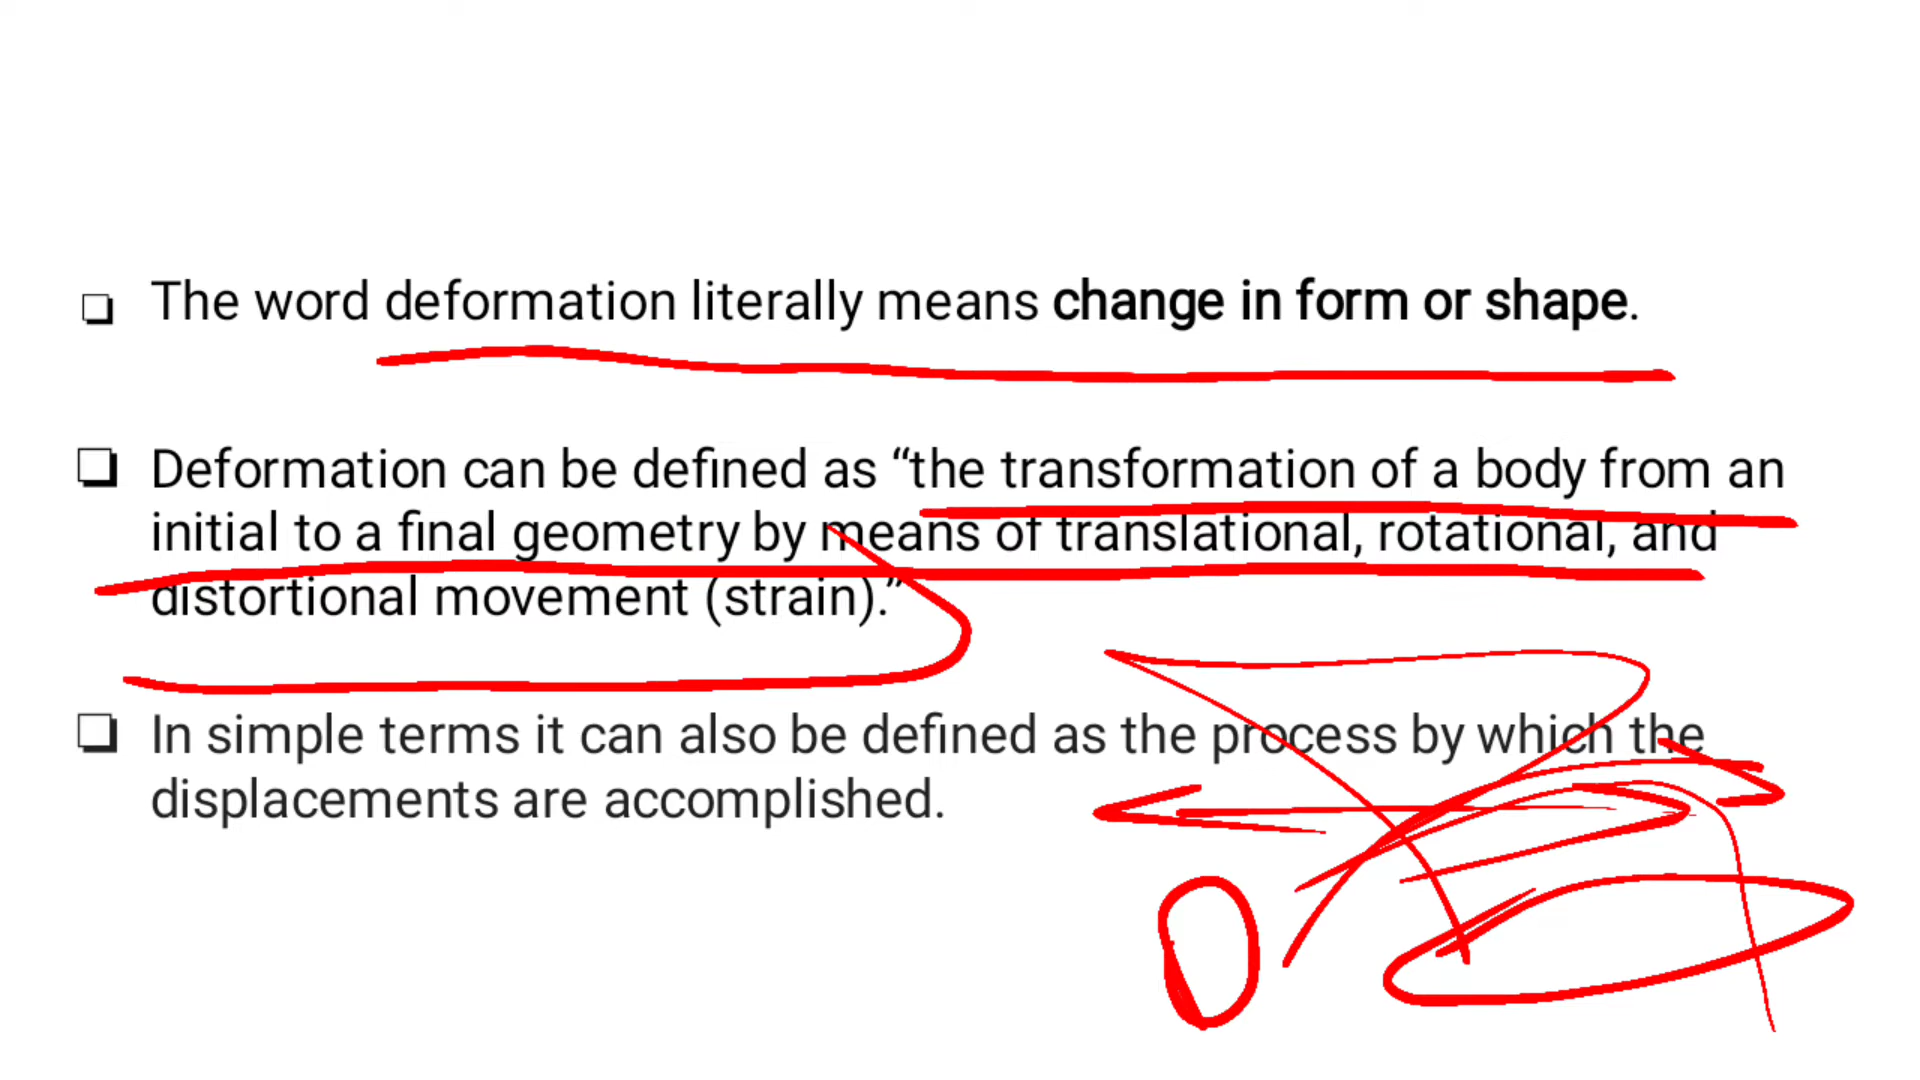 The word deformation literally means change in form or shape.
Deformation can be defined as “the transformation of a body from an
initial to a final geometry by means of translational, rotational, and
distortional movement (strain).”
In simple terms it can also be defined as the process by which the
displacements are accomplished.